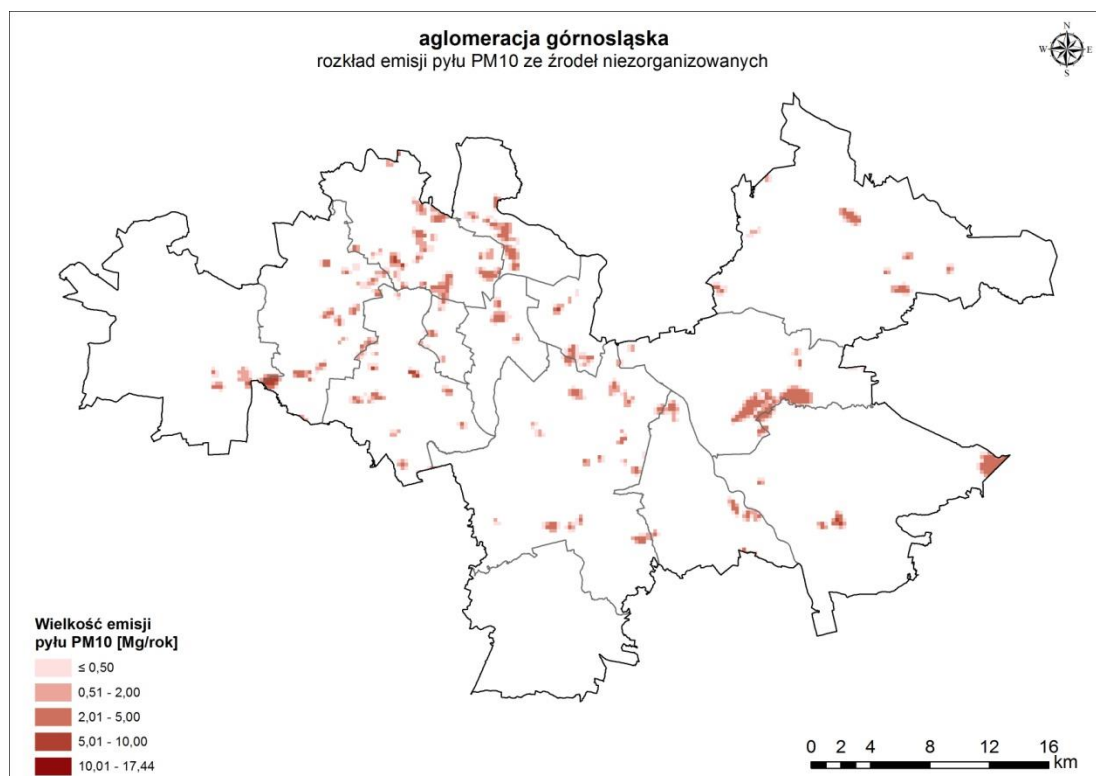 aglomeracja górnośląska
rozkład emisji pyłu PM10 ze źrodeł niezorganizowanych
N
W E
S
Wielkość emisji
pyłu PM10 [Mg/rok]
≤ 0,50
0,51 - 2,00
2,01 - 5,00
5,01 - 10,00
10,01 - 17,44
0 2 4 8 12 16
km